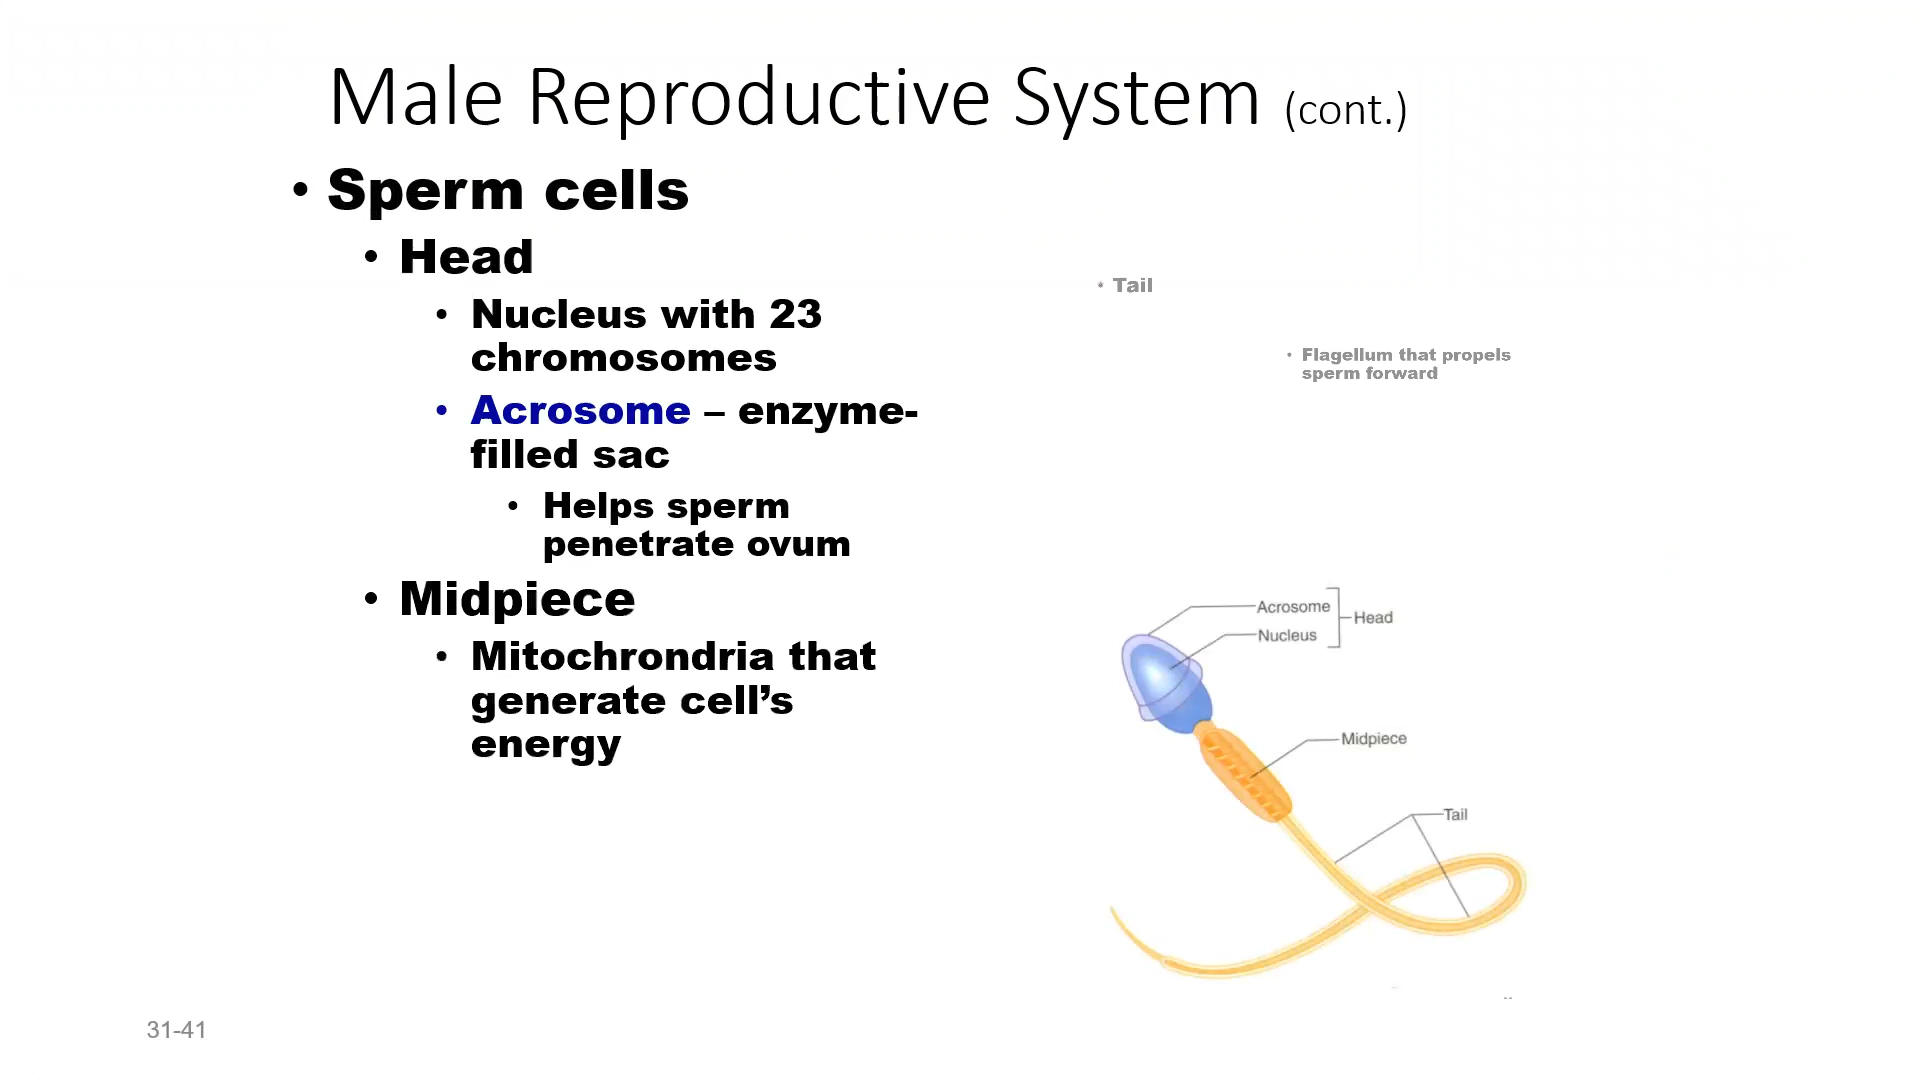 Male Reproductive System (cont.)
• Sperm cells
• Head
• Nucleus with 23
chromosomes
• Acrosome – enzyme-
filled sac
• Helps sperm
penetrate ovum
• Midpiece
• Mitochrondria that
generate cell’s
energy
• Tail
• Flagellum that propels
sperm forward
Acrosome
Head
Nucleus
Midpiece
Tail
31-41